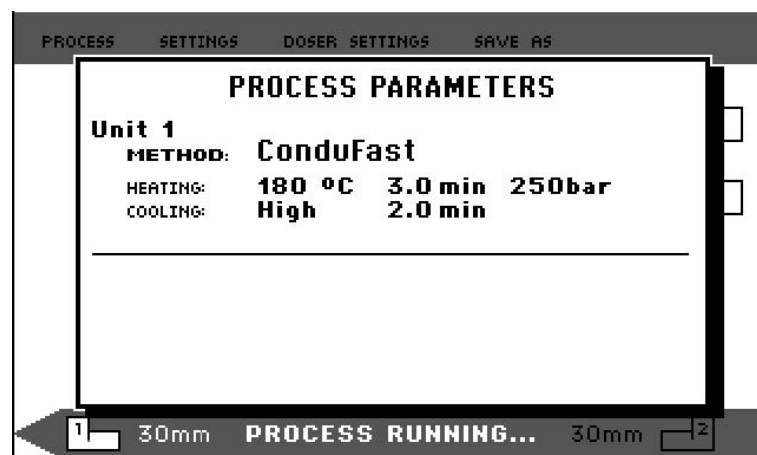 PROCESS SETTINGS DOSER SETTINGS SAVE AS
PROCESS PARAMETERS
Unit 1
METHOD: ConduFast
HEATING: 180 ºC 3.0 min 250bar
COOLING: High 2.0 min
1 30mm PROCESS RUNNING... 30mm 2